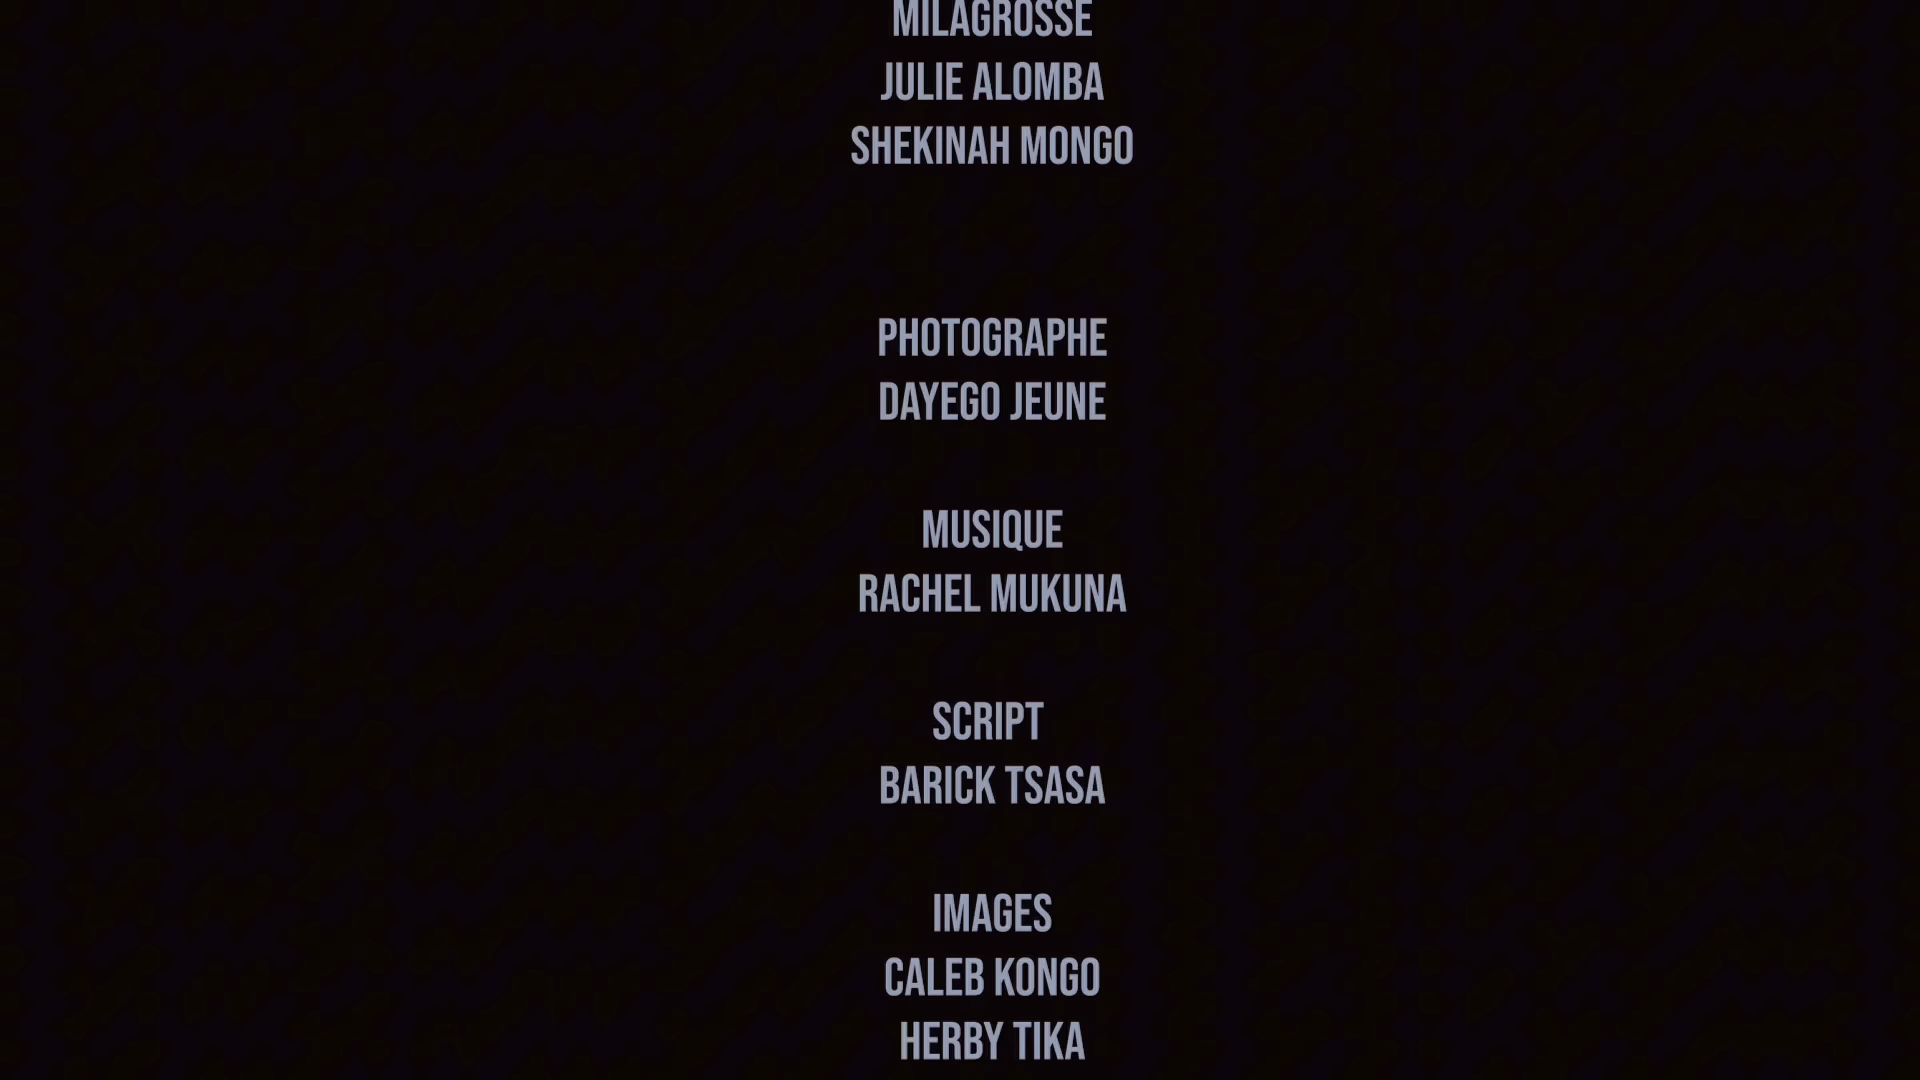 MILAGROSSE
JULIE ALOMBA
SHEKINAH MONGO
PHOTOGRAPHE
DAYEGO JEUNE
MUSIQUE
RACHEL MUKUNA
SCRIPT
BARICK TSASA
IMAGES
CALEB KONGO
HERBY TIKA